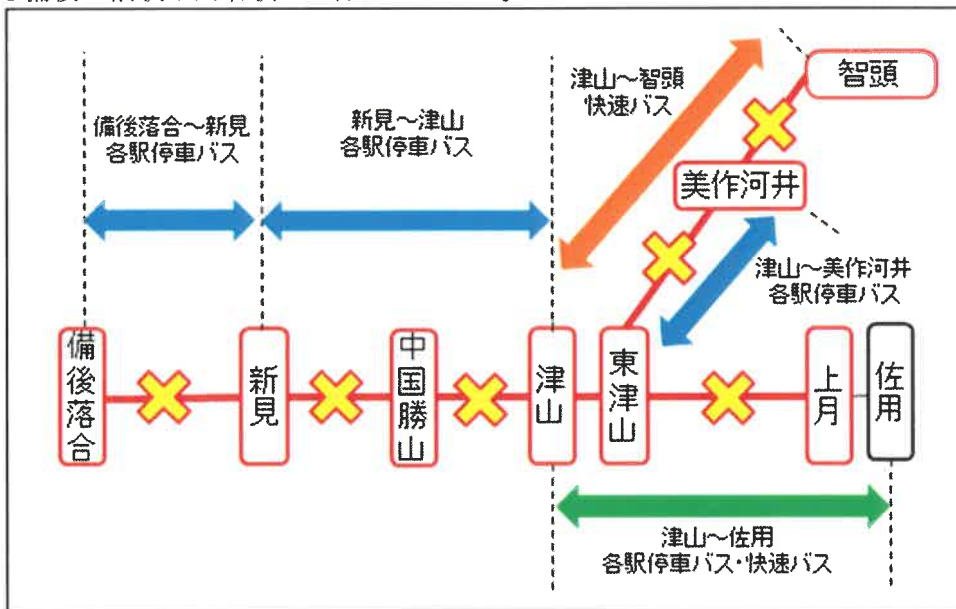 智頭
津山～智頭
快速バス
備後落合～新見
各駅停車バス
新見～津山
各駅停車バス
美作河井
津山～美作河井
各駅停車バス
備後落合
新見
中国勝山
津山
東津山
上月
佐用
津山～佐用
各駅停車バス･快速バス